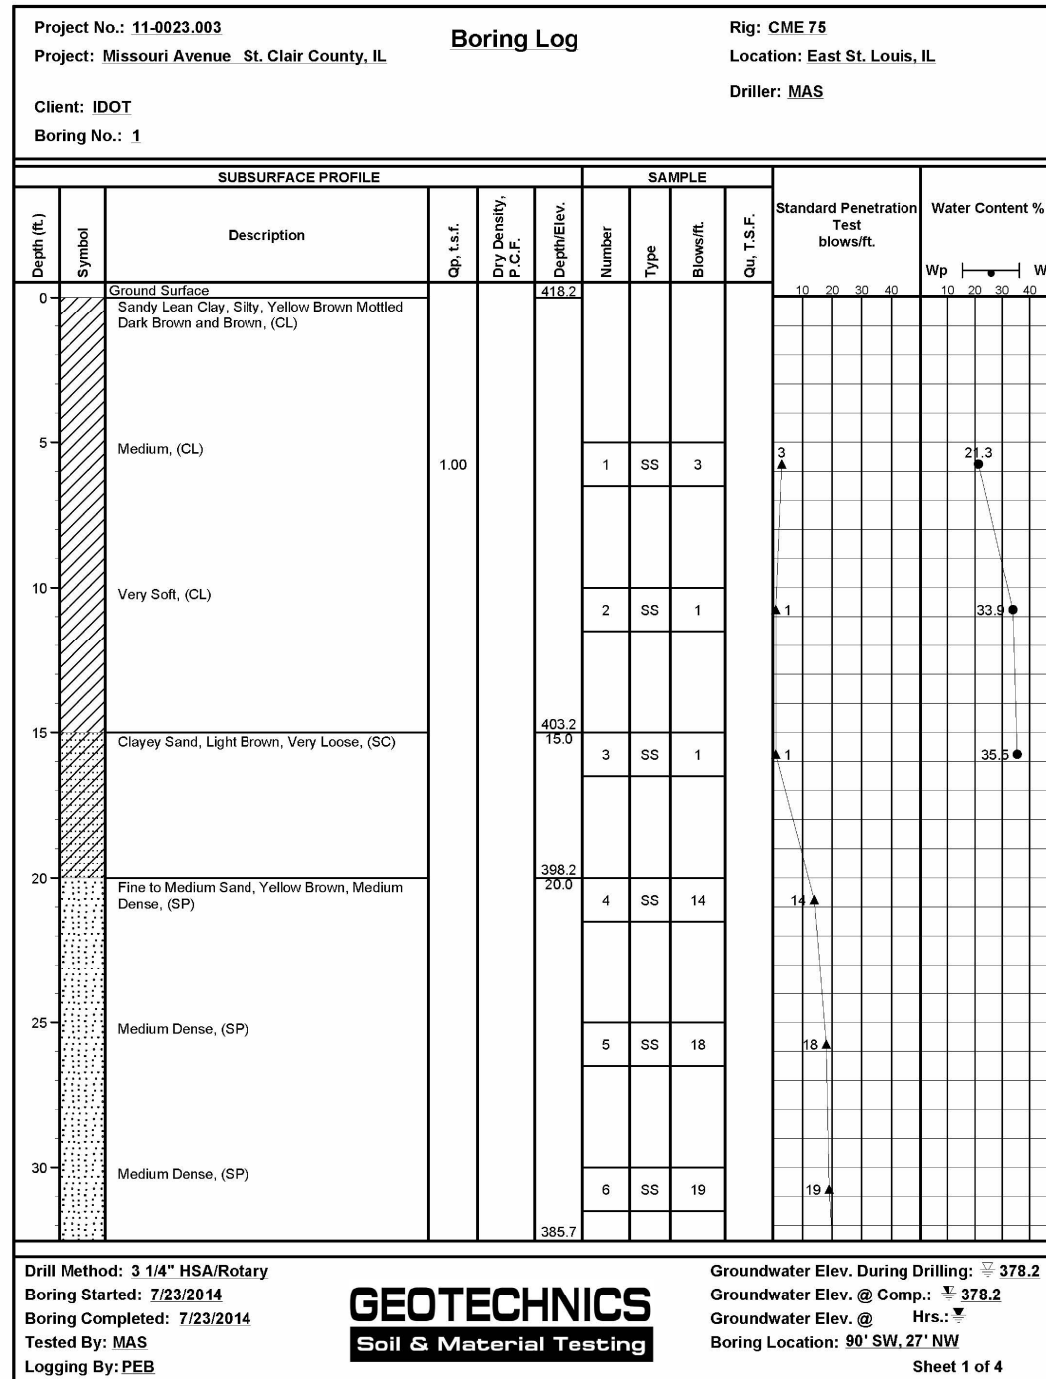 Project No.: 11-0023.003
Project: Missouri Avenue St. Clair County, IL
Client: IDOT
Boring No.: 1
Boring Log
Rig: CME 75
Location: East St. Louis, IL
Driller: MAS
SUBSURFACE PROFILE
SAMPLE
Depth (ft.)
Symbol
Description
Qp, t.s.f.
Dry Density, P.C.F.
Depth/Elev.
Number
Type
Blows/ft.
Qu, T.S.F.
Standard Penetration
Test
blows/ft.
Water Content %
Wp W
10 20 30 40
10 20 30 40
Ground Surface 418.2
0
Sandy Lean Clay, Silty, Yellow Brown Mottled
Dark Brown and Brown, (CL)
5
Medium, (CL)
1.00 1 SS 3 3 21.3
10
Very Soft, (CL)
2 SS 1 1 33.9
403.2
15
15.0
Clayey Sand, Light Brown, Very Loose, (SC)
3 SS 1 1 35.5
398.2
20
20.0
Fine to Medium Sand, Yellow Brown, Medium
Dense, (SP)
4 SS 14 14
25
Medium Dense, (SP)
5 SS 18 18
30
Medium Dense, (SP)
6 SS 19 19
385.7
Drill Method: 3 1/4" HSA/Rotary
Boring Started: 7/23/2014
Boring Completed: 7/23/2014
Tested By: MAS
Logging By: PEB
GEOTECHNICS
Soil & Material Testing
Groundwater Elev. During Drilling: 378.2
Groundwater Elev. @ Comp.: 378.2
Groundwater Elev. @ Hrs.:
Boring Location: 90' SW, 27' NW
Sheet 1 of 4